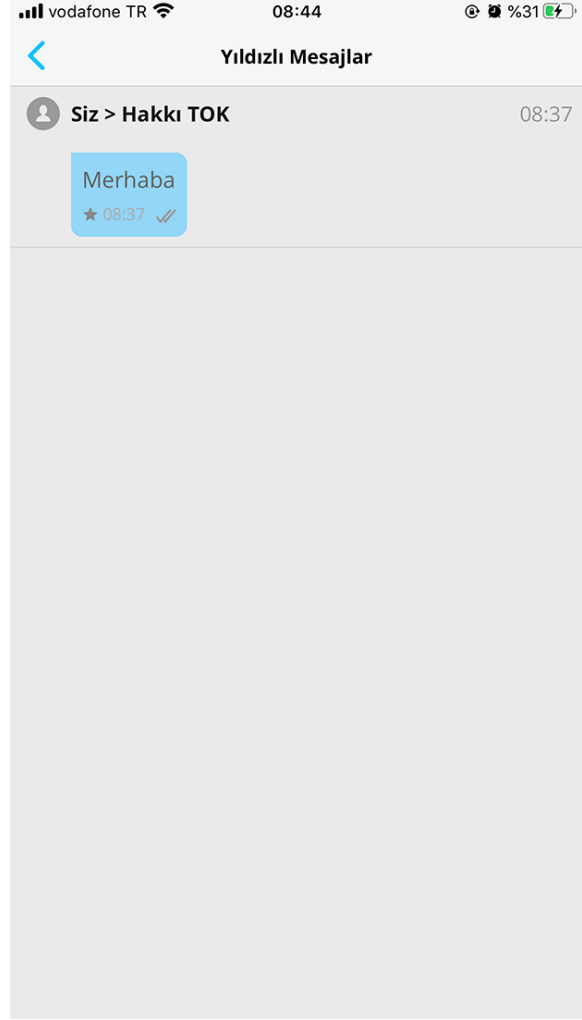 vodafone TR 08:44 %31
Yıldızlı Mesajlar
Siz > Hakkı TOK 08:37
Merhaba
08:37